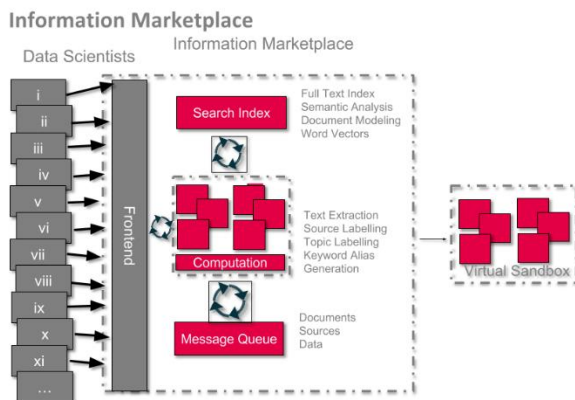 Information Marketplace
Data Scientists
Information Marketplace
i
ii
iii
iv
v
vi
vii
viii
ix
x
xi
...
Frontend
Search Index
Full Text Index
Semantic Analysis
Document Modeling
Word Vectors
Computation
Text Extraction
Source Labelling
Topic Labelling
Keyword Alias
Generation
Message Queue
Documents
Sources
Data
Virtual Sandbox